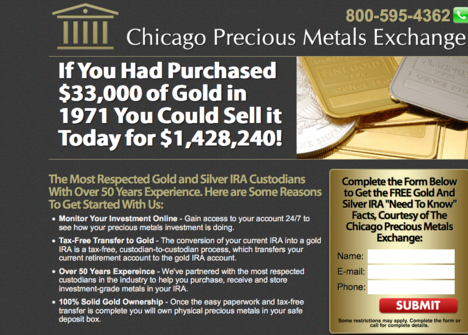 800-595-4362
Chicago Precious Metals Exchange
If You Had Purchased
$33,000 of Gold in
1971 You Could Sell it
Today for $1,428,240!
The Most Respected Gold and Silver IRA Custodians
With Over 50 Years Experience. Here are Some Reasons
To Get Started With Us:
• Monitor Your Investment Online - Gain access to your account 24/7 to
see how your precious metals investment is doing.
• Tax-Free Transfer to Gold - The conversion of your current IRA into a gold
IRA is a tax-free, custodian-to-custodian process, which transfers your
current retirement account to the gold IRA account.
• Over 50 Years Expereince - We've partnered with the most respected
custodians in the industry to help you purchase, receive and store
investment-grade metals in your IRA.
• 100% Solid Gold Ownership - Once the easy paperwork and tax-free
transfer is complete you will own physical precious metals in your safe
deposit box.
Complete the Form Below
to Get the FREE Gold And
Silver IRA "Need To Know"
Facts, Courtesy of The
Chicago Precious Metals
Exchange:
Name:
E-mail:
Phone:
SUBMIT
Some restrictions may apply. Complete the form or
call for complete details.